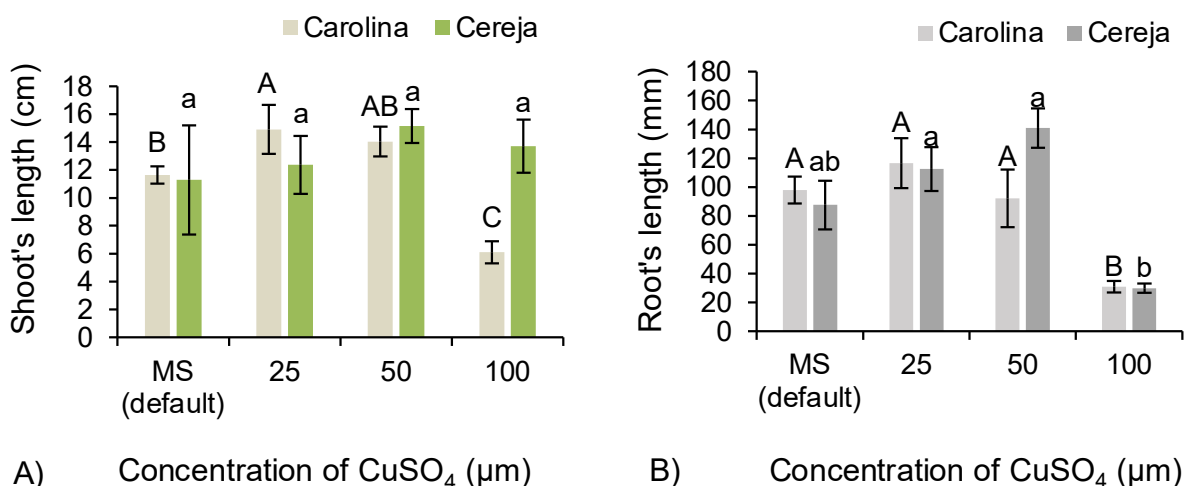 Carolina Cereja
Shoot's length (cm)
18
16
14
12
10
8
6
4
2
0
B
a
A
a
AB
a
C
a
MS
(default)
25
50
100
A) Concentration of CuSO₄ (µm)
Carolina Cereja
Root's length (mm)
180
160
140
120
100
80
60
40
20
0
A
ab
A
a
A
a
B
b
MS
(default)
25
50
100
B) Concentration of CuSO₄ (µm)